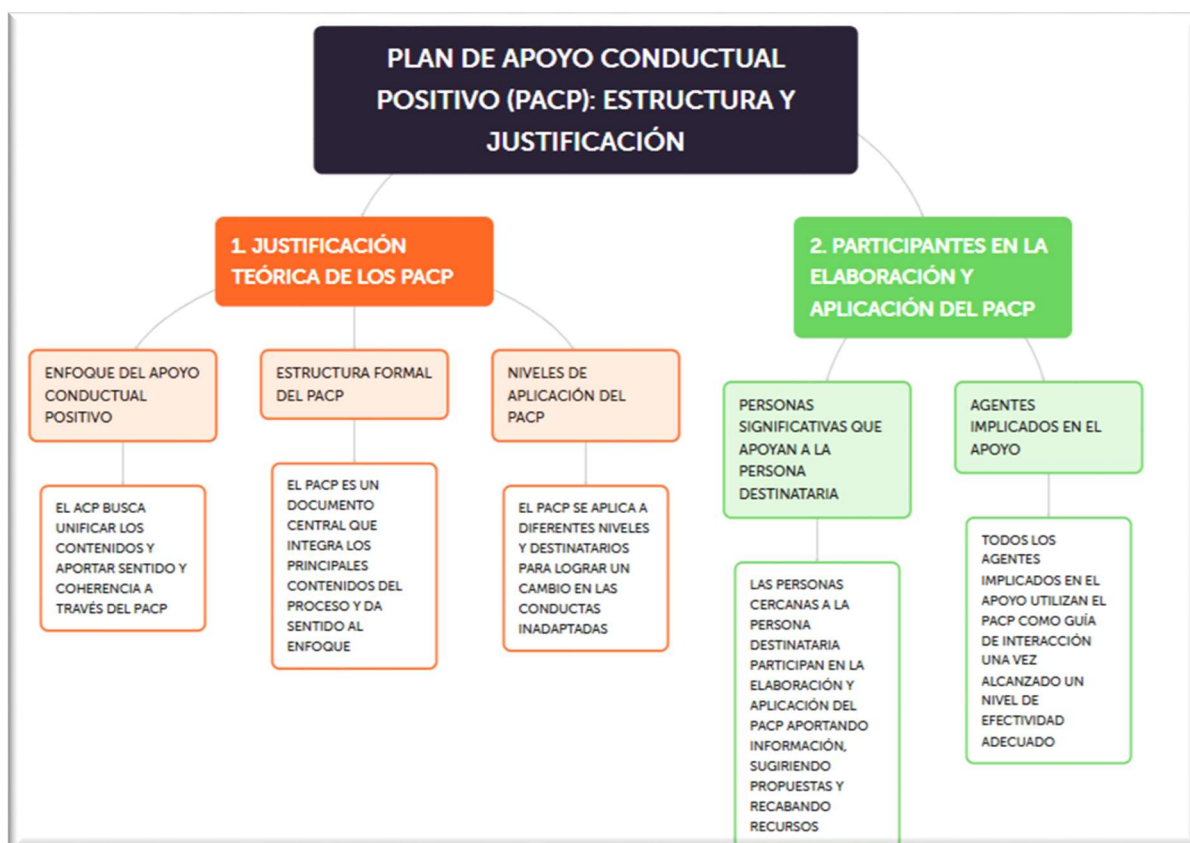 PLAN DE APOYO CONDUCTUAL
POSITIVO (PACP): ESTRUCTURA Y
JUSTIFICACIÓN
1. JUSTIFICACIÓN
TEÓRICA DE LOS PACP
ENFOQUE DEL APOYO
CONDUCTUAL
POSITIVO
EL ACP BUSCA
UNIFICAR LOS
CONTENIDOS Y
APORTAR SENTIDO Y
COHERENCIA A
TRAVÉS DEL PACP
ESTRUCTURA FORMAL
DEL PACP
EL PACP ES UN
DOCUMENTO
CENTRAL QUE
INTEGRA LOS
PRINCIPALES
CONTENIDOS DEL
PROCESO Y DA
SENTIDO AL
ENFOQUE
NIVELES DE
APLICACIÓN DEL
PACP
EL PACP SE APLICA A
DIFERENTES NIVELES
Y DESTINATARIOS
PARA LOGRAR UN
CAMBIO EN LAS
CONDUCTAS
INADAPTADAS
2. PARTICIPANTES EN LA
ELABORACIÓN Y
APLICACIÓN DEL PACP
PERSONAS
SIGNIFICATIVAS QUE
APOYAN A LA
PERSONA
DESTINATARIA
LAS PERSONAS
CERCANAS A LA
PERSONA
DESTINATARIA
PARTICIPAN EN LA
ELABORACIÓN Y
APLICACIÓN DEL
PACP APORTANDO
INFORMACIÓN,
SUGIRIENDO
PROPUESTAS Y
RECABANDO
RECURSOS
AGENTES
IMPLICADOS EN EL
APOYO
TODOS LOS
AGENTES
IMPLICADOS EN EL
APOYO UTILIZAN EL
PACP COMO GUÍA
DE INTERACCIÓN
UNA VEZ
ALCANZADO UN
NIVEL DE
EFECTIVIDAD
ADECUADO